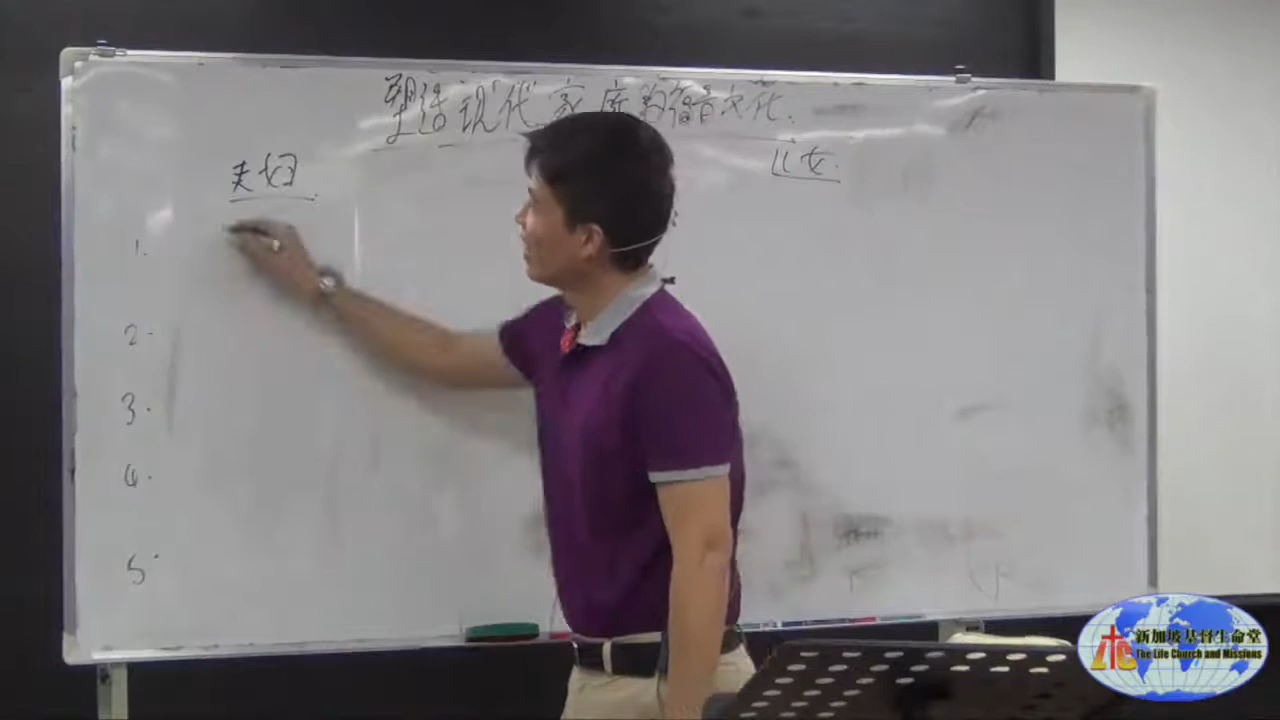 塑造现代家庭的福音文化.
夫妇.
儿女.
1.
2.
3.
4.
5.
新加坡基督生命堂
The Life Church and Missions